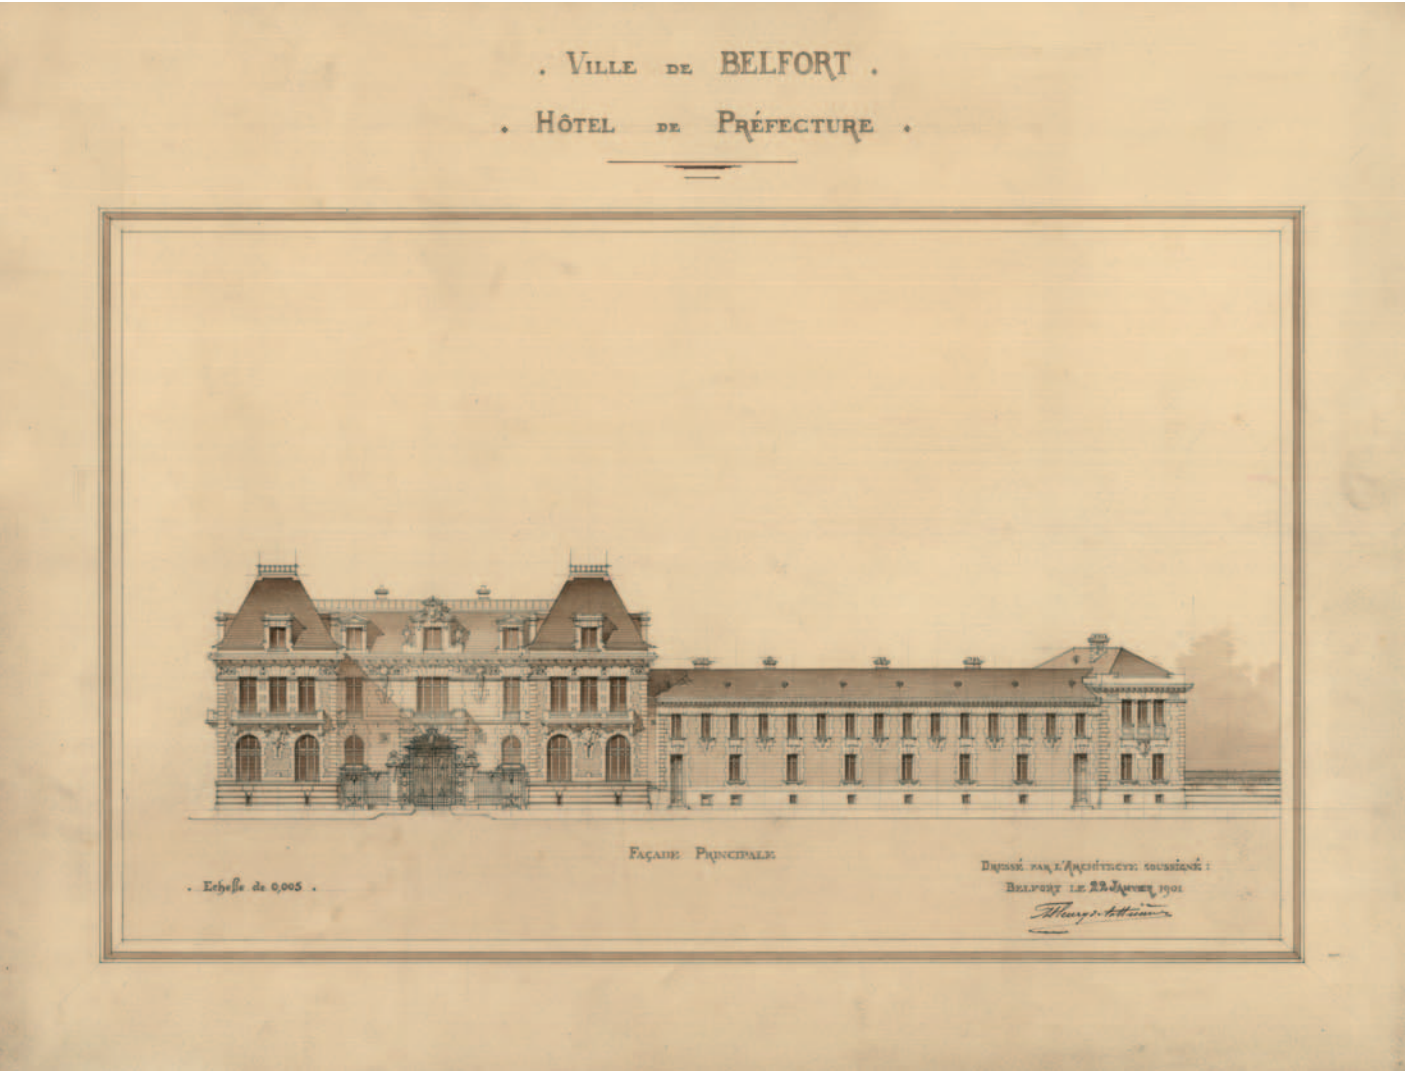 . VILLE DE BELFORT .
. HÔTEL DE PRÉFECTURE .
FAÇADE PRINCIPALE
. Echelle de 0,005 .
DRESSÉ PAR L'ARCHITECTE SOUSSIGNÉ :
BELFORT LE 22 JANVIER 1901